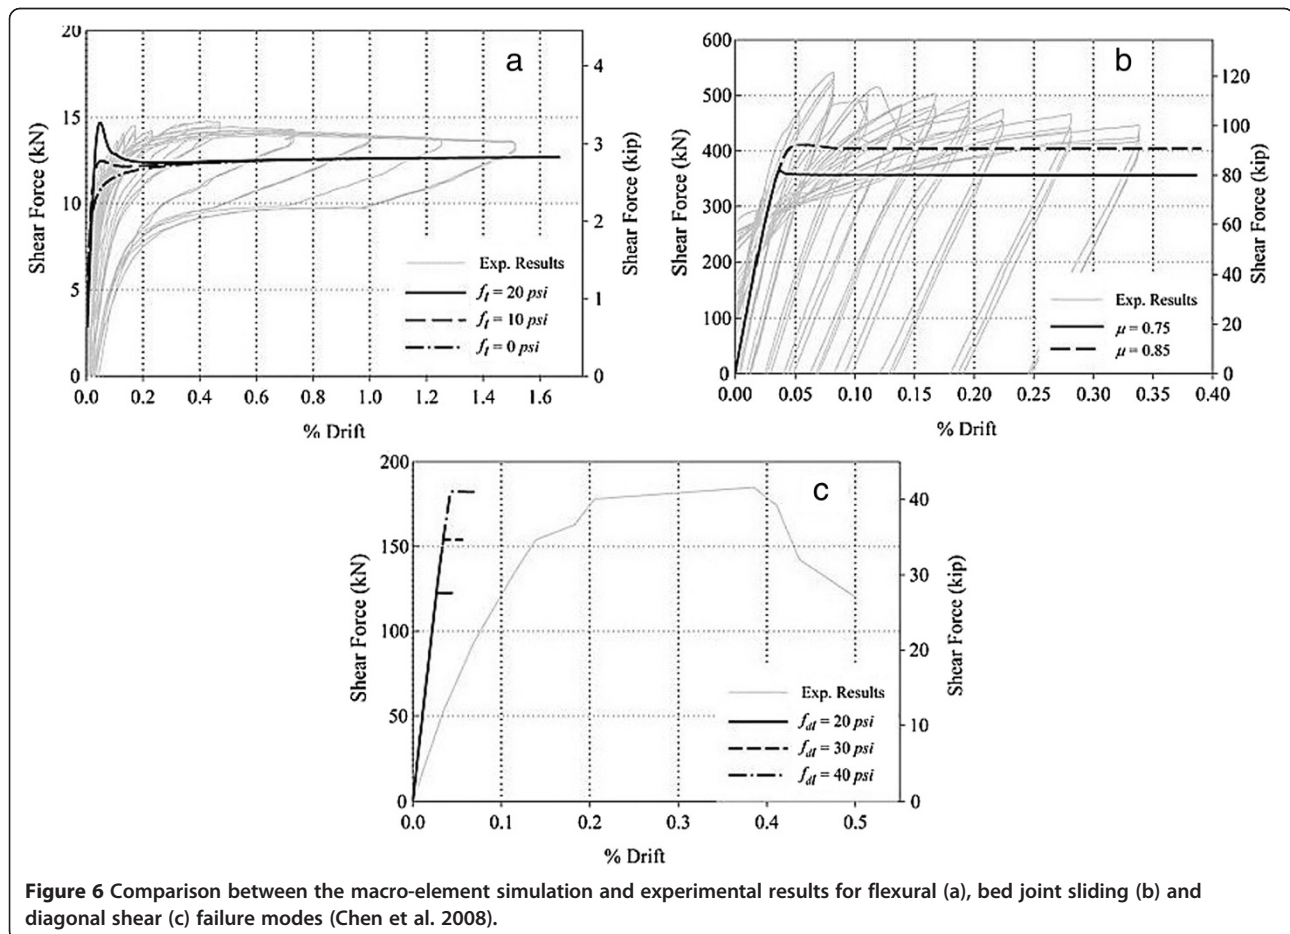 a
20
15
10
5
0
Shear Force (kN)
4
3
2
1
0
Shear Force (kip)
Exp. Results
ft = 20 psi
ft = 10 psi
ft = 0 psi
0.0 0.2 0.4 0.6 0.8 1.0 1.2 1.4 1.6
% Drift
b
600
500
400
300
200
100
0
Shear Force (kN)
120
100
80
60
40
20
0
Shear Force (kip)
Exp. Results
μ = 0.75
μ = 0.85
0.00 0.05 0.10 0.15 0.20 0.25 0.30 0.35 0.40
% Drift
c
200
150
100
50
0
Shear Force (kN)
40
30
20
10
0
Shear Force (kip)
Exp. Results
fdt = 20 psi
fdt = 30 psi
fdt = 40 psi
0.0 0.1 0.2 0.3 0.4 0.5
% Drift
Figure 6 Comparison between the macro-element simulation and experimental results for flexural (a), bed joint sliding (b) and
diagonal shear (c) failure modes (Chen et al. 2008).